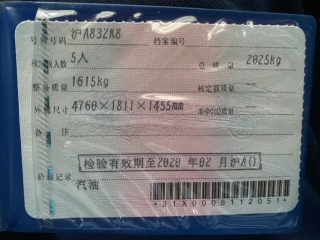 号牌号码 沪A832K8 档案编号
核定载人数 5人 总质量 2025kg
整备质量 1615kg 核定载质量 --
外廓尺寸 4760×1811×1455mm 准牵引总质量 --
备注
检验有效期至2020 年 02 月沪A()
检验记录 汽油
*31X0008112051*